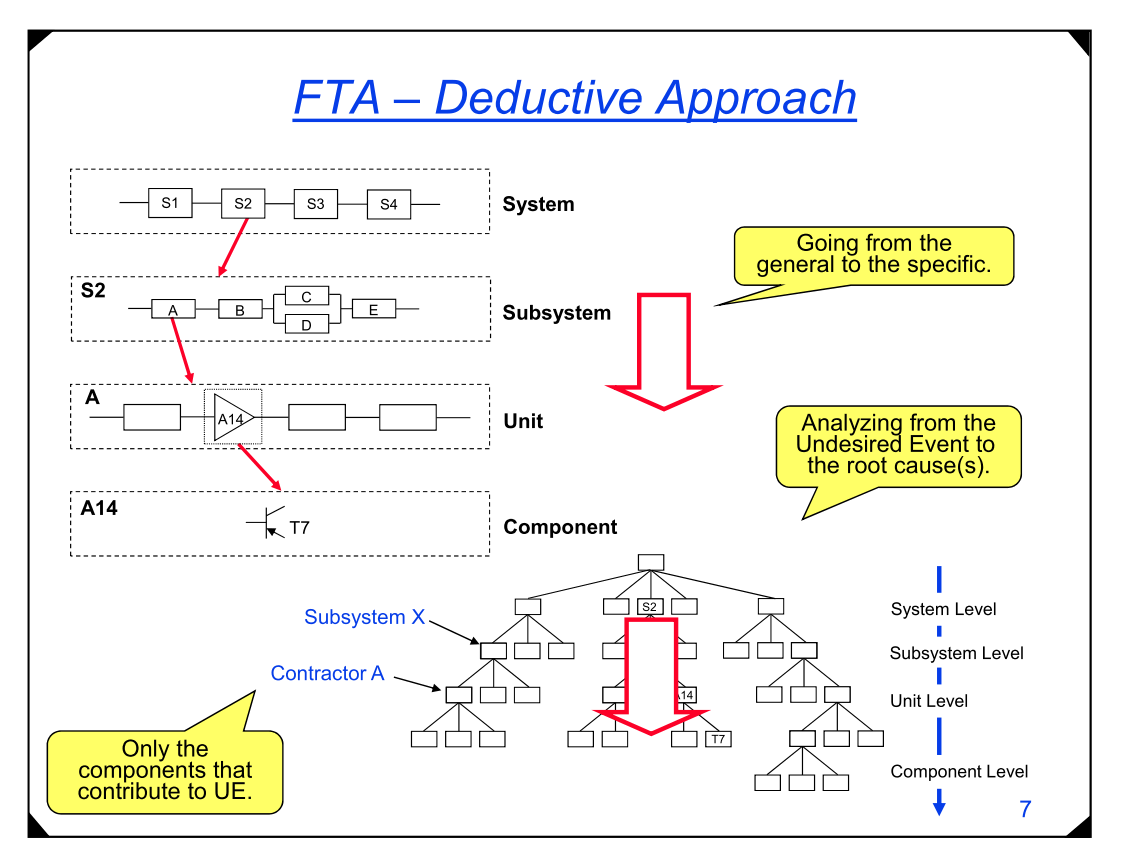 FTA – Deductive Approach
S1 S2 S3 S4
System
Going from the
general to the specific.
S2
A B C D E
Subsystem
A
A14
Unit
Analyzing from the
Undesired Event to
the root cause(s).
A14
T7
Component
S2
System Level
Subsystem X
Subsystem Level
Contractor A
A14
Unit Level
T7
Only the
components that
contribute to UE.
Component Level
7